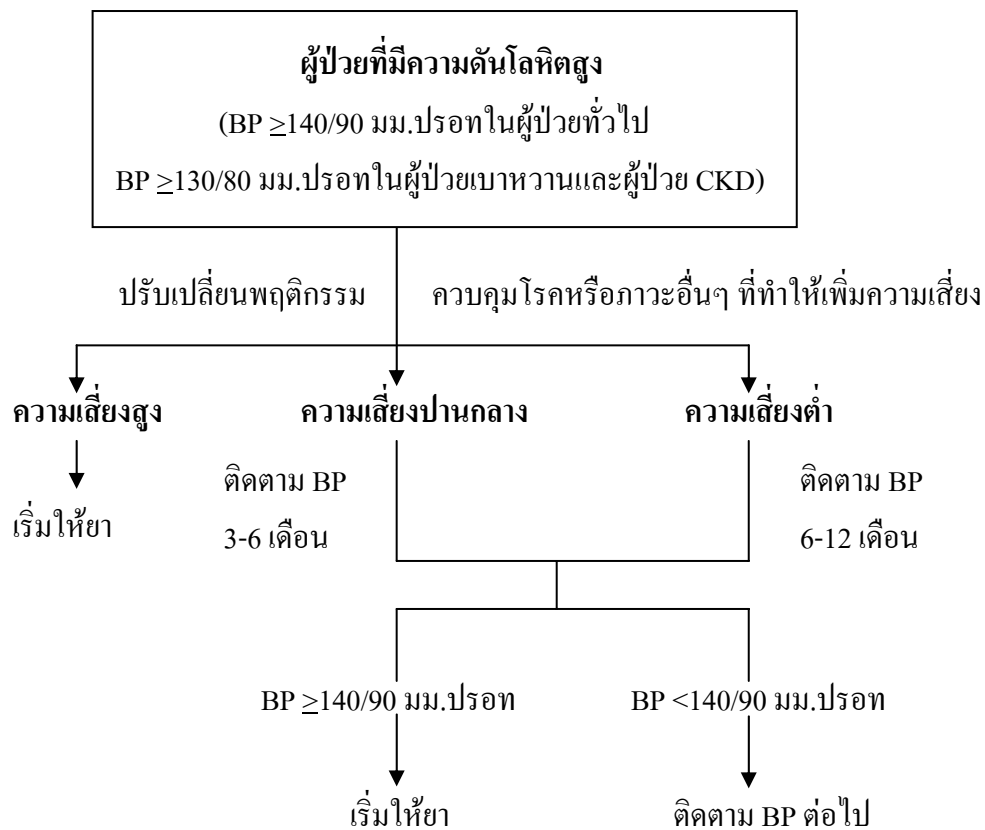 ผู้ป่วยที่มีความดันโลหิตสูง
(BP ≥140/90 มม.ปรอทในผู้ป่วยทั่วไป
BP ≥130/80 มม.ปรอทในผู้ป่วยเบาหวานและผู้ป่วย CKD)
ปรับเปลี่ยนพฤติกรรม
ควบคุมโรคหรือภาวะอื่นๆ ที่ทำให้เพิ่มความเสี่ยง
ความเสี่ยงสูง
ความเสี่ยงปานกลาง
ความเสี่ยงต่ำ
เริ่มให้ยา
ติดตาม BP
3-6 เดือน
ติดตาม BP
6-12 เดือน
BP ≥140/90 มม.ปรอท
BP <140/90 มม.ปรอท
เริ่มให้ยา
ติดตาม BP ต่อไป